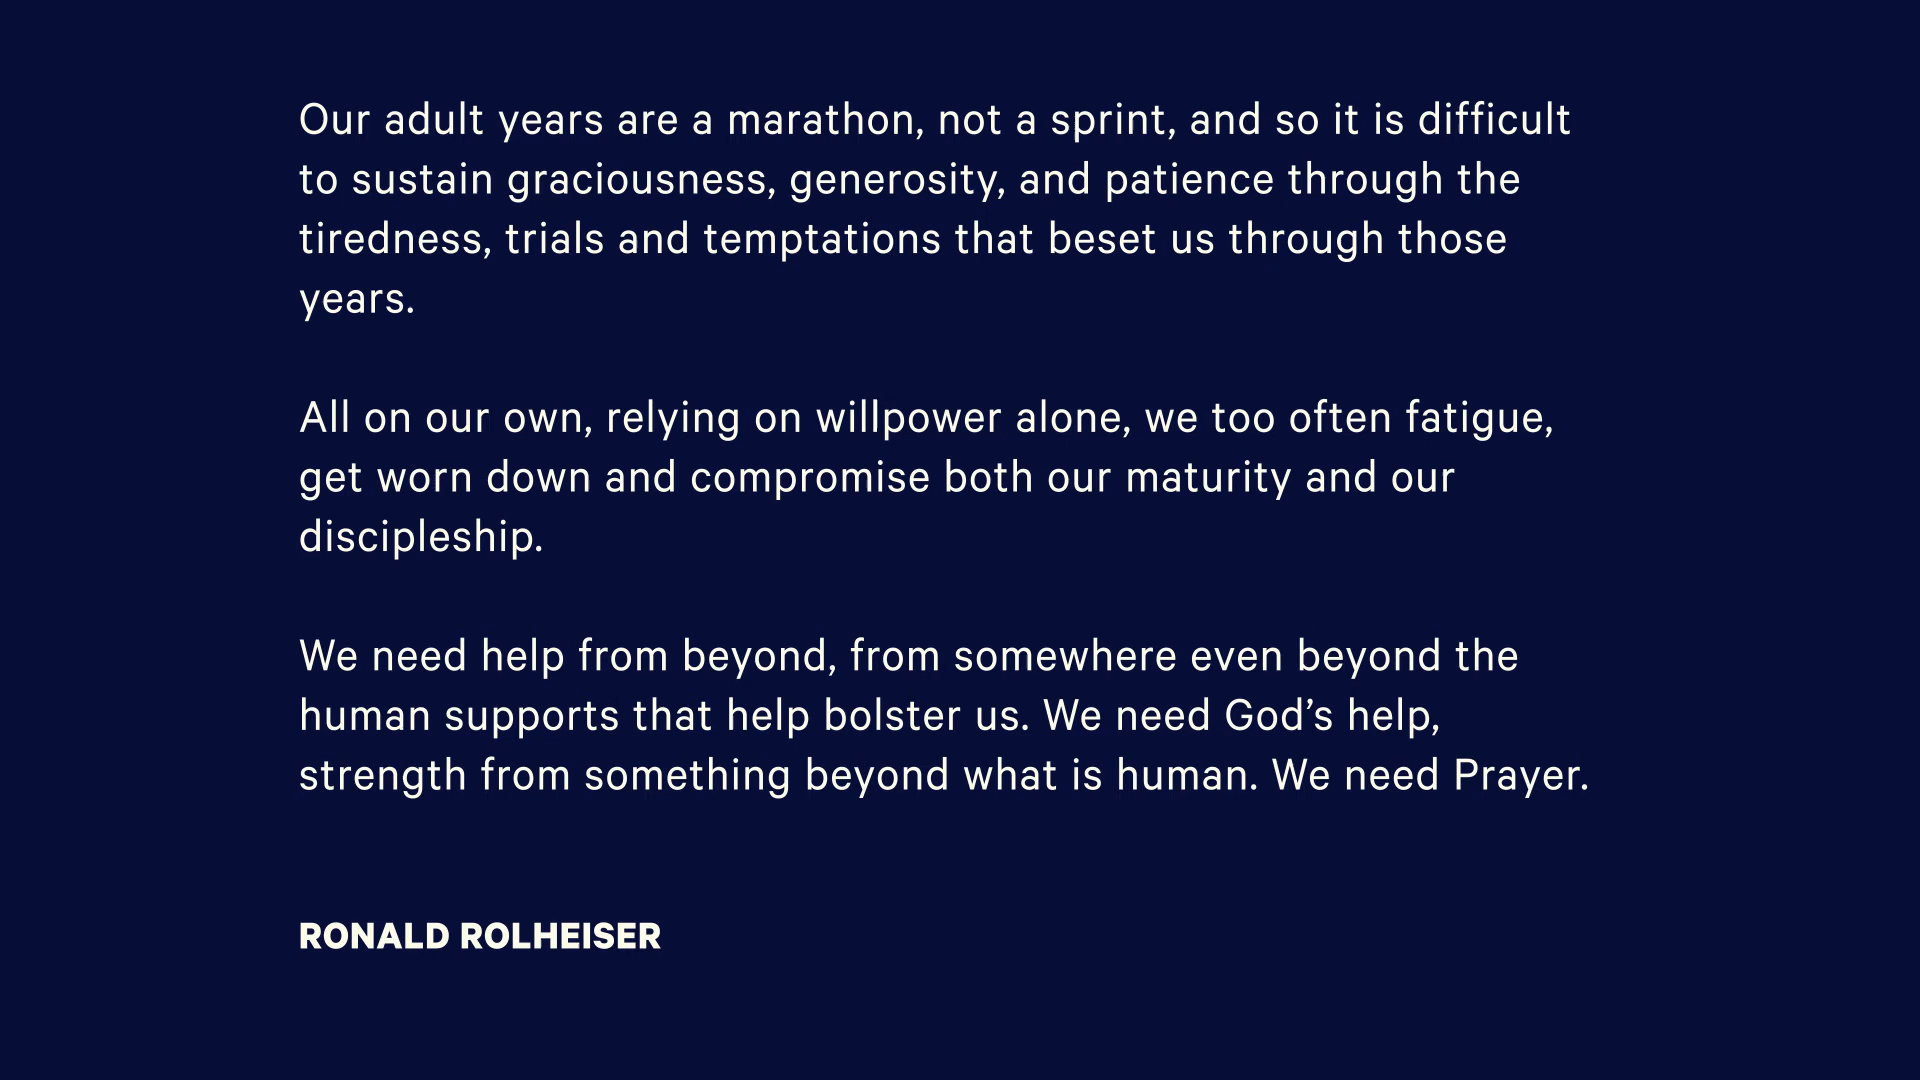 Our adult years are a marathon, not a sprint, and so it is difficult
to sustain graciousness, generosity, and patience through the
tiredness, trials and temptations that beset us through those
years.
All on our own, relying on willpower alone, we too often fatigue,
get worn down and compromise both our maturity and our
discipleship.
We need help from beyond, from somewhere even beyond the
human supports that help bolster us. We need God’s help,
strength from something beyond what is human. We need Prayer.
RONALD ROLHEISER